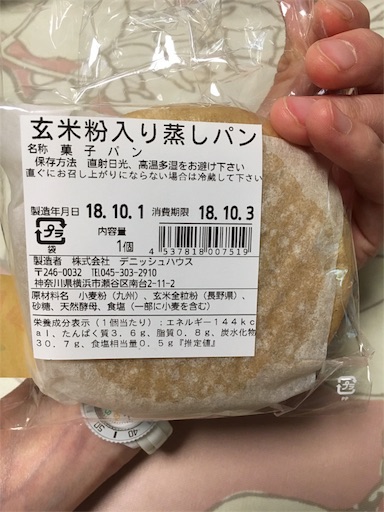 玄米粉入り蒸しパン
名称 菓子パン
保存方法 直射日光、高温多湿をお避け下さい
直ぐにお召し上がりにならない場合は冷蔵して下さい
製造年月日 18.10.1 消費期限 18.10.3
プラ
袋
内容量
1個
4537818007519
製造者 株式会社 デニッシュハウス
〒246-0032 TEL045-303-2910
神奈川県横浜市瀬谷区南台2-11-2
原材料名 小麦粉(九州)、玄米全粒粉(長野県)、
砂糖、天然酵母、食塩(一部に小麦を含む)
栄養成分表示(1個当たり):エネルギー144kc
al、たんぱく質3.6g、脂質0.8g、炭水化物
30.7g、食塩相当量0.5g『推定値』
プラ
50